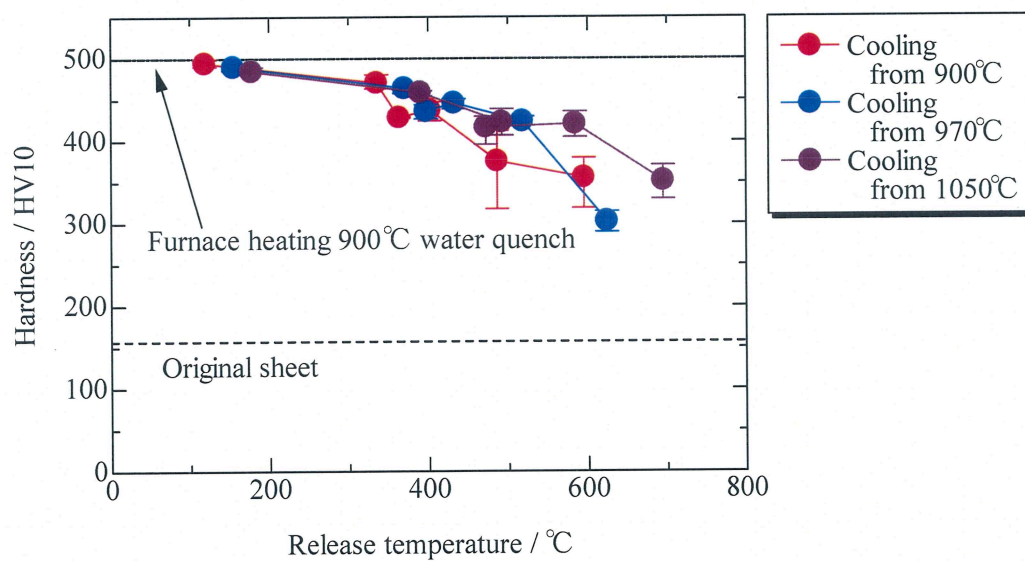 Hardness / HV10
500
400
300
200
100
0
0
200
400
600
800
Release temperature / ℃
Furnace heating 900℃ water quench
Original sheet
Cooling
from 900℃
Cooling
from 970℃
Cooling
from 1050℃